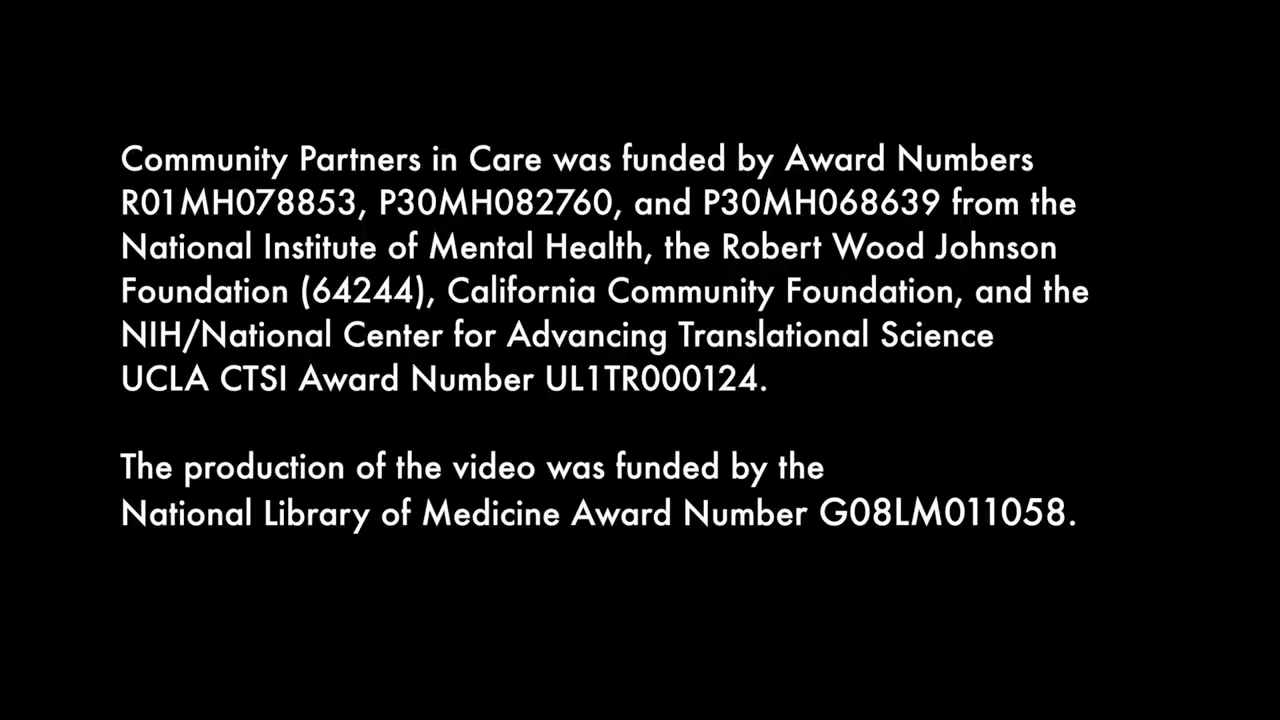 Community Partners in Care was funded by Award Numbers
R01MH078853, P30MH082760, and P30MH068639 from the
National Institute of Mental Health, the Robert Wood Johnson
Foundation (64244), California Community Foundation, and the
NIH/National Center for Advancing Translational Science
UCLA CTSI Award Number UL1TR000124.
The production of the video was funded by the
National Library of Medicine Award Number G08LM011058.